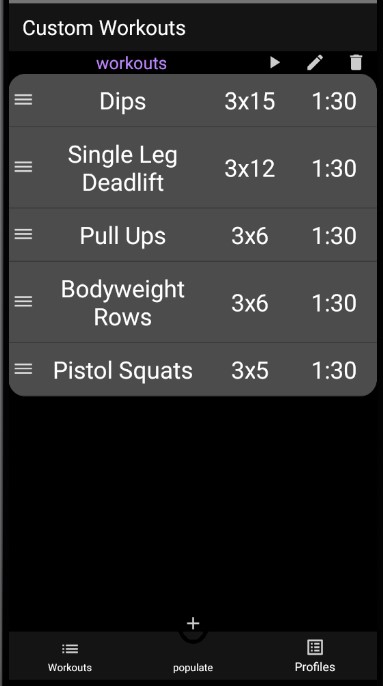 Custom Workouts
workouts
Dips 3x15 1:30
Single Leg
Deadlift 3x12 1:30
Pull Ups 3x6 1:30
Bodyweight
Rows 3x6 1:30
Pistol Squats 3x5 1:30
Workouts populate Profiles